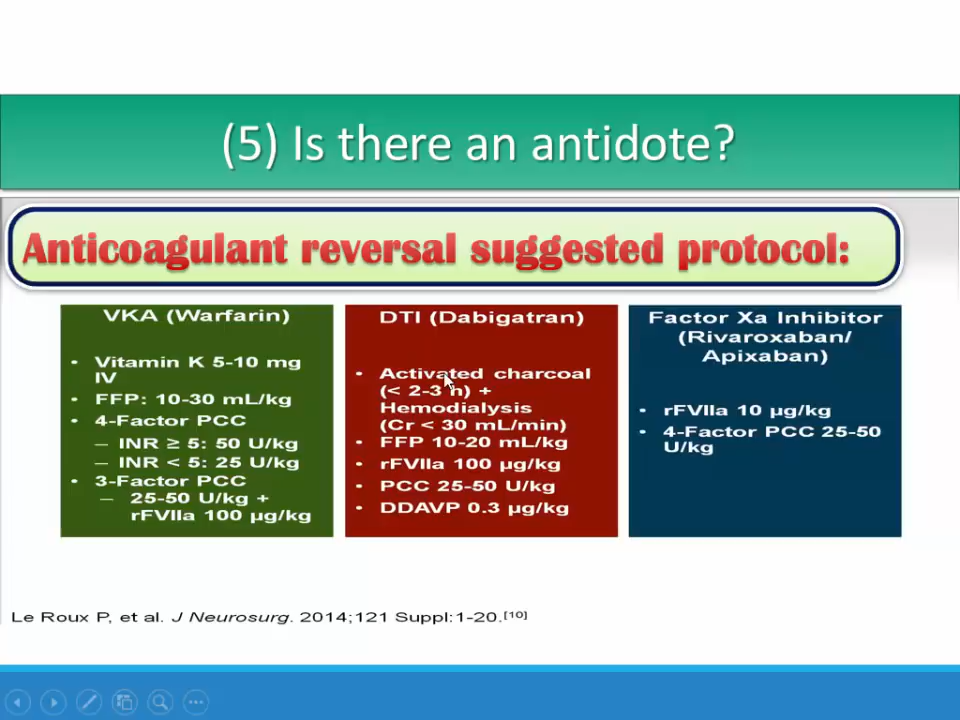 (5) Is there an antidote?
Anticoagulant reversal suggested protocol:
VKA (Warfarin)
• Vitamin K 5-10 mg
IV
• FFP: 10-30 mL/kg
• 4-Factor PCC
– INR ≥ 5: 50 U/kg
– INR < 5: 25 U/kg
• 3-Factor PCC
– 25-50 U/kg +
rFVIIa 100 µg/kg
DTI (Dabigatran)
• Activated charcoal
(< 2-3 h) +
Hemodialysis
(Cr < 30 mL/min)
• FFP 10-20 mL/kg
• rFVIIa 100 µg/kg
• PCC 25-50 U/kg
• DDAVP 0.3 µg/kg
Factor Xa Inhibitor
(Rivaroxaban/
Apixaban)
• rFVIIa 10 µg/kg
• 4-Factor PCC 25-50
U/kg
Le Roux P, et al. J Neurosurg. 2014;121 Suppl:1-20.[10]